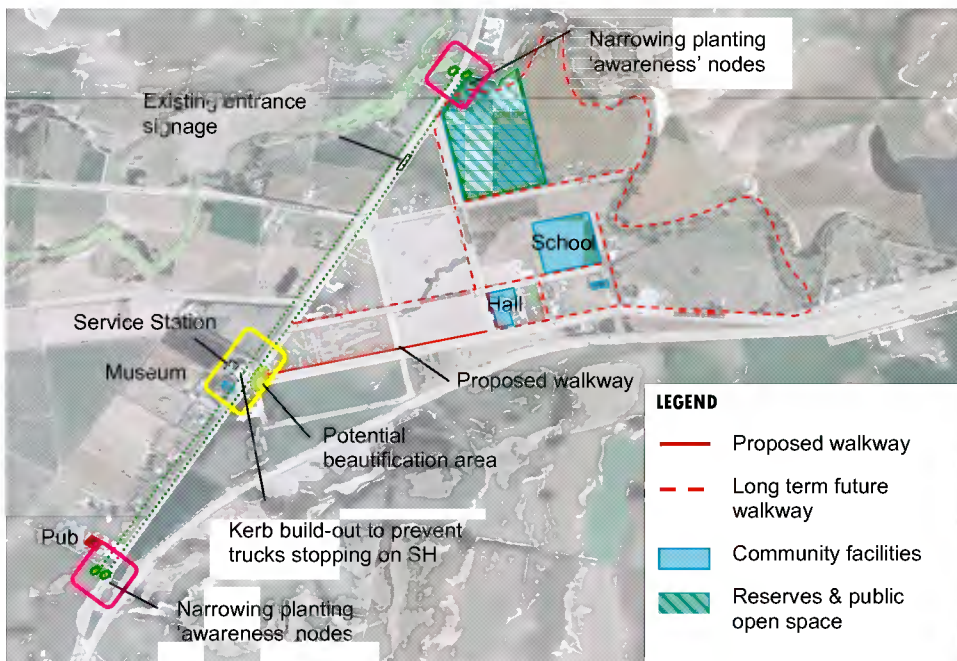 Narrowing planting
'awareness' nodes
Existing entrance
signage
School
Hall
Service Station
Museum
Proposed walkway
Potential
beautification area
Kerb build-out to prevent
trucks stopping on SH
Pub
Narrowing planting
'awareness' nodes
LEGEND
Proposed walkway
Long term future
walkway
Community facilities
Reserves & public
open space